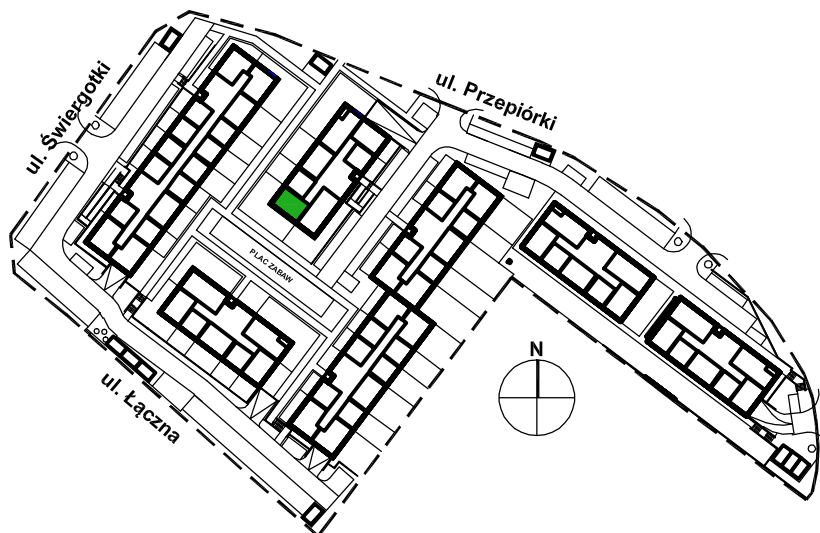 ul. Świergotki
ul. Przepiórki
PLAC ZABAW
N
ul. Łączna